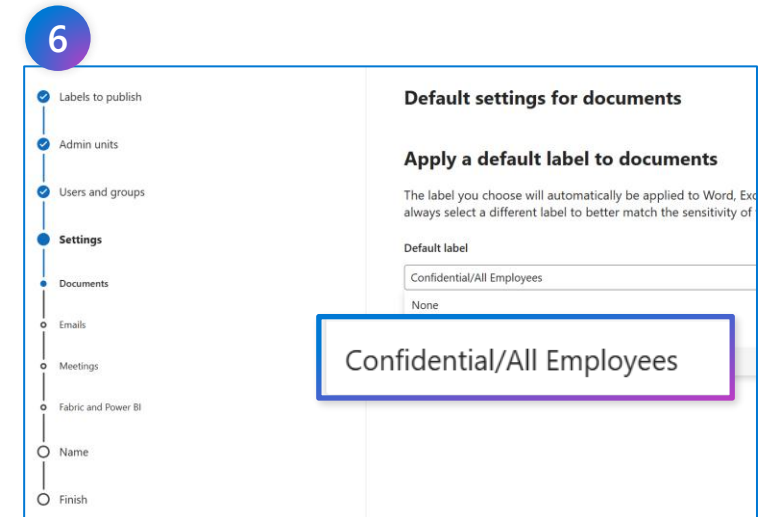 6
Labels to publish
Admin units
Users and groups
Settings
Documents
Emails
Meetings
Fabric and Power BI
Name
Finish
Default settings for documents
Apply a default label to documents
The label you choose will automatically be applied to Word,
always select a different label to better match the sensitivity of
Default label
Confidential/All Employees
None
Confidential/All Employees